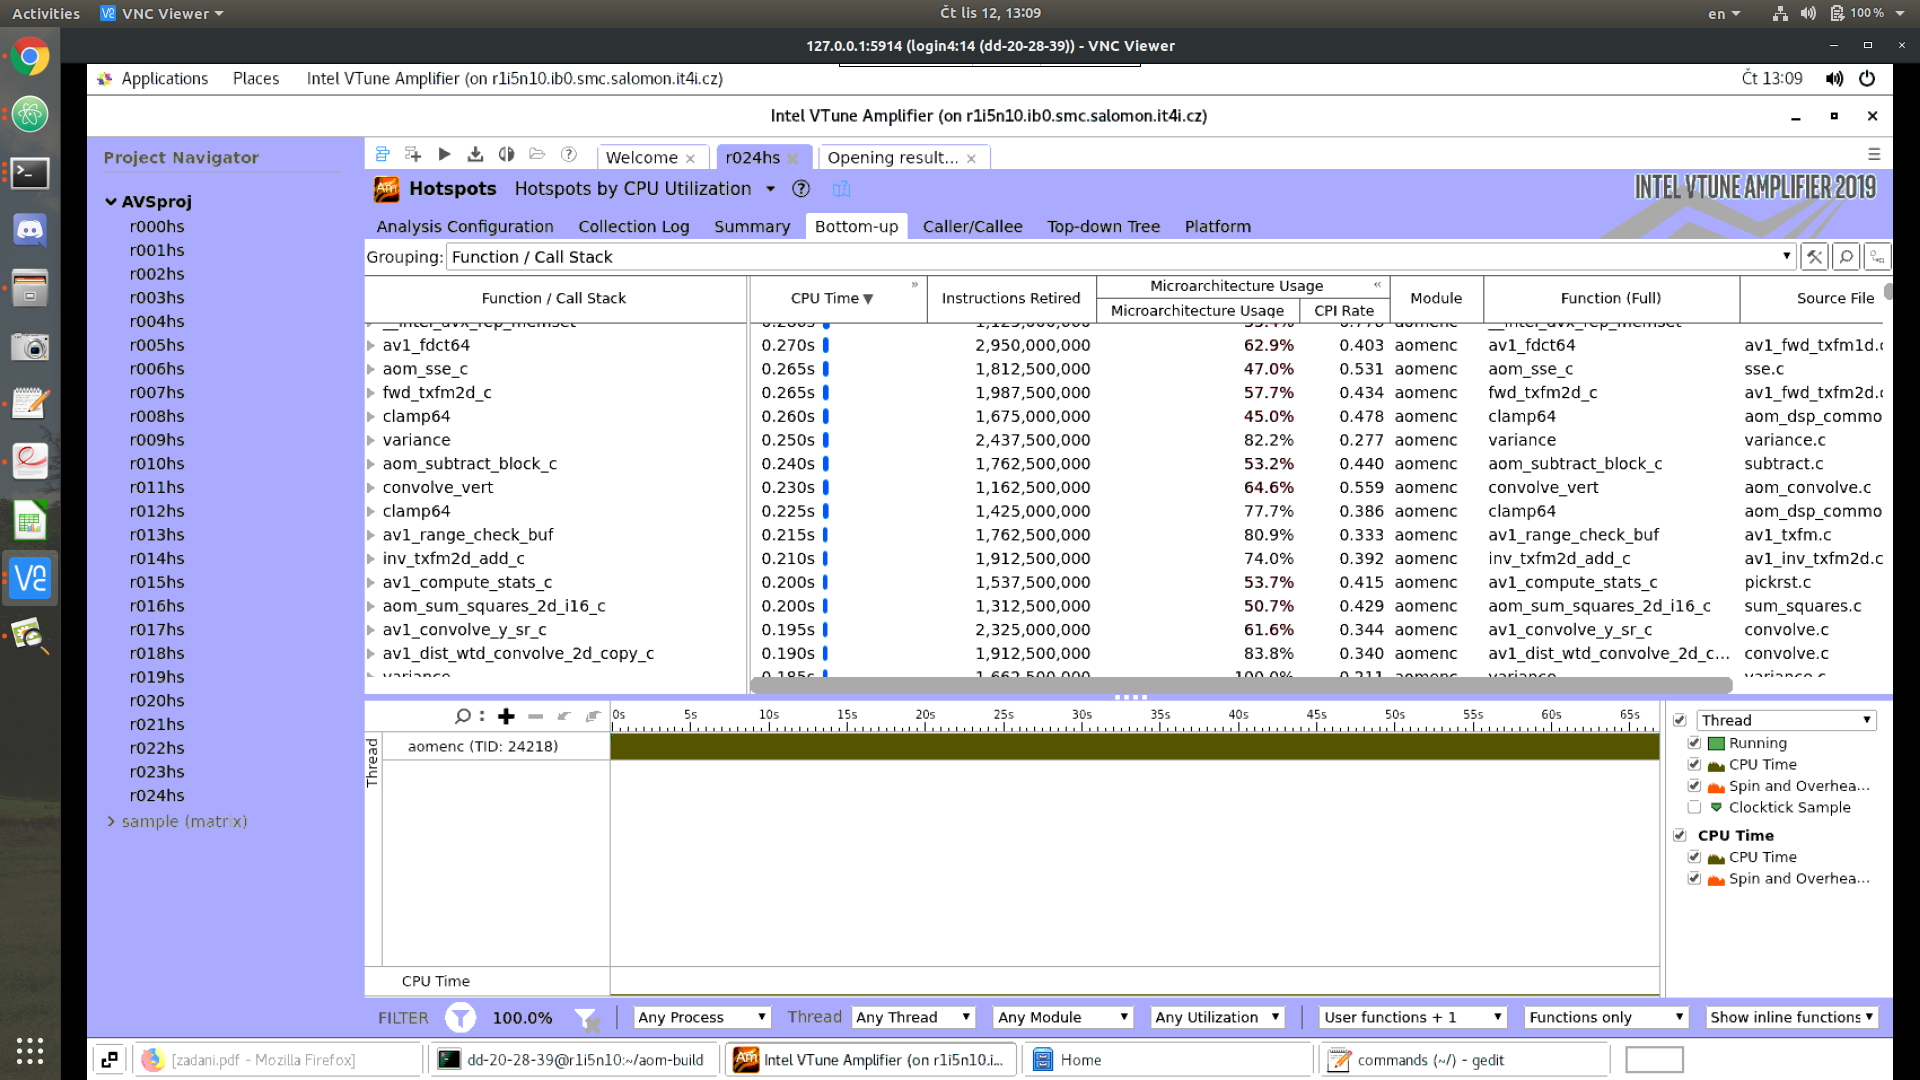 Activities VNC Viewer Čt lis 12, 13:09 en 100%
127.0.0.1:5914 (login4:14 (dd-20-28-39)) - VNC Viewer
Applications Places Intel VTune Amplifier (on r1i5n10.ib0.smc.salomon.it4i.cz) Čt 13:09
Intel VTune Amplifier (on r1i5n10.ib0.smc.salomon.it4i.cz)
Project Navigator
AVSproj
r000hs
r001hs
r002hs
r003hs
r004hs
r005hs
r006hs
r007hs
r008hs
r009hs
r010hs
r011hs
r012hs
r013hs
r014hs
r015hs
r016hs
r017hs
r018hs
r019hs
r020hs
r021hs
r022hs
r023hs
r024hs
sample (matrix)
Welcome r024hs Opening result...
Hotspots Hotspots by CPU Utilization INTEL VTUNE AMPLIFIER 2019
Analysis Configuration Collection Log Summary Bottom-up Caller/Callee Top-down Tree Platform
Grouping: Function / Call Stack
Function / Call Stack CPU Time Instructions Retired Microarchitecture Usage Module Function (Full) Source File
Microarchitecture Usage CPI Rate
__intel_avx_rep_memset aomenc __intel_avx_rep_memset
av1_fdct64 0.270s 2,950,000,000 62.9% 0.403 aomenc av1_fdct64 av1_fwd_txfm1d.c
aom_sse_c 0.265s 1,812,500,000 47.0% 0.531 aomenc aom_sse_c sse.c
fwd_txfm2d_c 0.265s 1,987,500,000 57.7% 0.434 aomenc fwd_txfm2d_c av1_fwd_txfm2d.c
clamp64 0.260s 1,675,000,000 45.0% 0.478 aomenc clamp64 aom_dsp_commo
variance 0.250s 2,437,500,000 82.2% 0.277 aomenc variance variance.c
aom_subtract_block_c 0.240s 1,762,500,000 53.2% 0.440 aomenc aom_subtract_block_c subtract.c
convolve_vert 0.230s 1,162,500,000 64.6% 0.559 aomenc convolve_vert aom_convolve.c
clamp64 0.225s 1,425,000,000 77.7% 0.386 aomenc clamp64 aom_dsp_commo
av1_range_check_buf 0.215s 1,762,500,000 80.9% 0.333 aomenc av1_range_check_buf av1_txfm.c
inv_txfm2d_add_c 0.210s 1,912,500,000 74.0% 0.392 aomenc inv_txfm2d_add_c av1_inv_txfm2d.c
av1_compute_stats_c 0.200s 1,537,500,000 53.7% 0.415 aomenc av1_compute_stats_c pickrst.c
aom_sum_squares_2d_i16_c 0.200s 1,312,500,000 50.7% 0.429 aomenc aom_sum_squares_2d_i16_c sum_squares.c
av1_convolve_y_sr_c 0.195s 2,325,000,000 61.6% 0.344 aomenc av1_convolve_y_sr_c convolve.c
av1_dist_wtd_convolve_2d_copy_c 0.190s 1,912,500,000 83.8% 0.340 aomenc av1_dist_wtd_convolve_2d_c... convolve.c
variance 0.185s 1,662,500,000 100.0% 0.211 aomenc variance variance.c
0s 5s 10s 15s 20s 25s 30s 35s 40s 45s 50s 55s 60s 65s
Thread
aomenc (TID: 24218)
CPU Time
Thread
Running
CPU Time
Spin and Overhea...
Clocktick Sample
CPU Time
CPU Time
Spin and Overhea...
FILTER 100.0% Any Process Thread Any Thread Any Module Any Utilization User functions + 1 Functions only Show inline functions
[zadani.pdf - Mozilla Firefox] dd-20-28-39@r1i5n10:~/aom-build Intel VTune Amplifier (on r1i5n10.i... Home commands (~/) - gedit